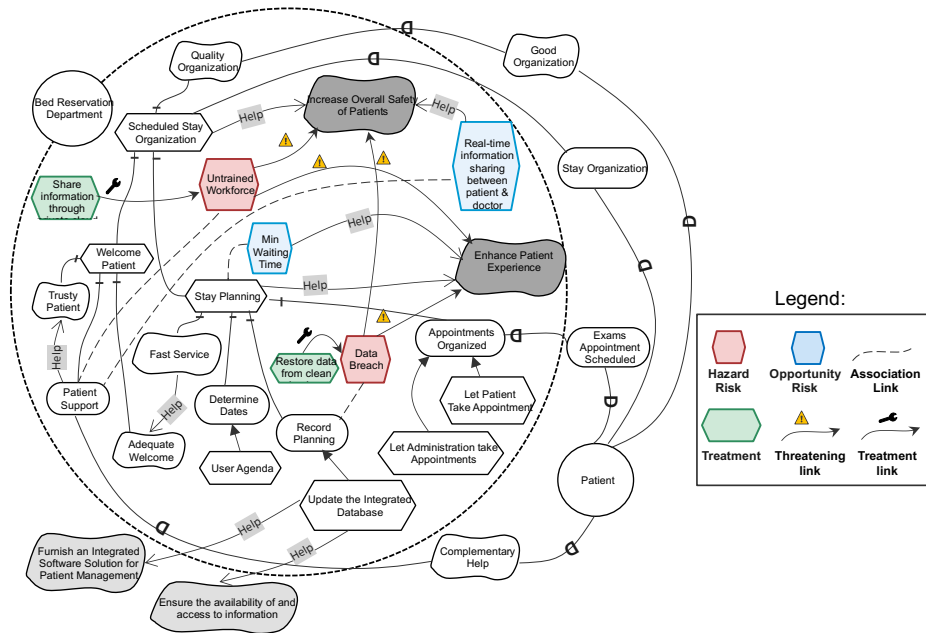 Quality
Organization
Good
Organization
Bed Reservation
Department
Scheduled Stay
Organization
Help
Increase Overall Safety
of Patients
Help
Real-time
information
sharing
between
patient &
doctor
Stay Organization
Share
information
through
Untrained
Workforce
Welcome
Patient
Min
Waiting
Time
Help
Enhance Patient
Experience
Trusty
Patient
Stay Planning
Help
Help
Fast Service
Restore data
from clean
Data
Breach
Appointments
Organized
Exams
Appointment
Scheduled
Patient
Support
Help
Determine
Dates
Record
Planning
Let Patient
Take Appointment
Adequate
Welcome
User Agenda
Let Administration take
Appointments
Update the Integrated
Database
Patient
Help
Help
Furnish an Integrated
Software Solution for
Patient Management
Complementary
Help
Ensure the availability of and
access to information
D
D
D
D
D
D
D
D
Legend:
Hazard
Risk
Opportunity
Risk
Association
Link
Treatment
Threatening
link
Treatment
link